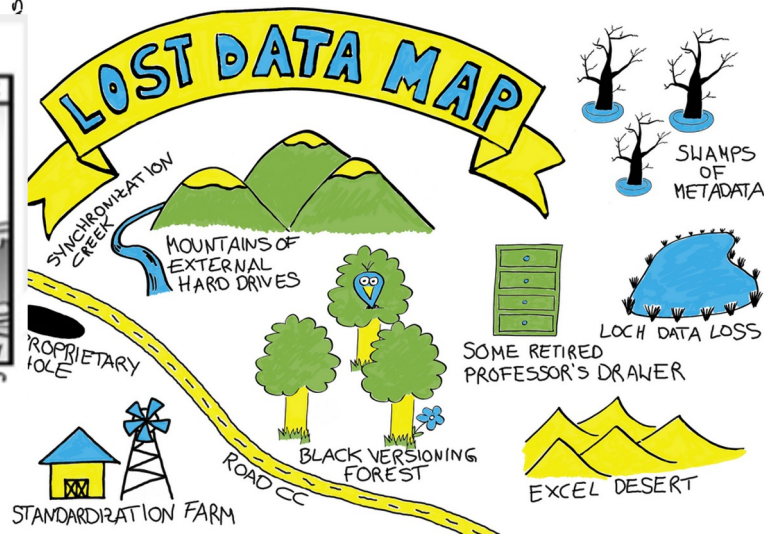 LOST DATA MAP
SWAMPS
OF
METADATA
SYNCHRONIZATION
CREEK
MOUNTAINS OF
EXTERNAL
HARD DRIVES
PROPRIETARY
HOLE
LOCH DATA LOSS
SOME RETIRED
PROFESSOR'S DRAWER
BLACK VERSIONING
FOREST
ROAD CC
EXCEL DESERT
STANDARDIZATION FARM